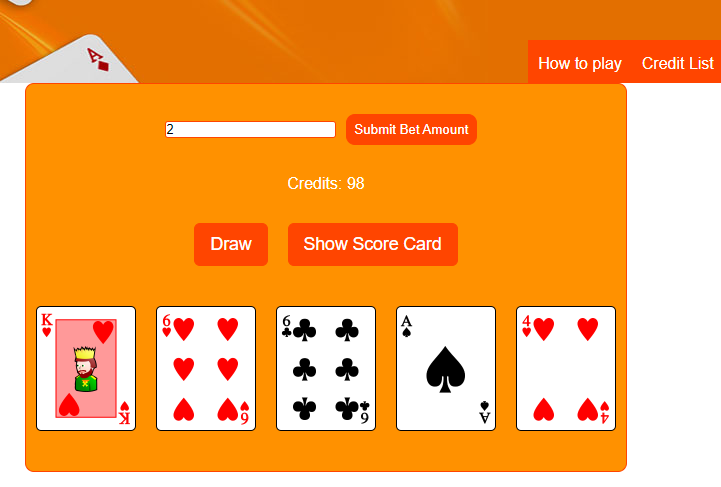 A
How to play Credit List
2 Submit Bet Amount
Credits: 98
Draw Show Score Card
K 6 6 A 4
K 6 6 A 4